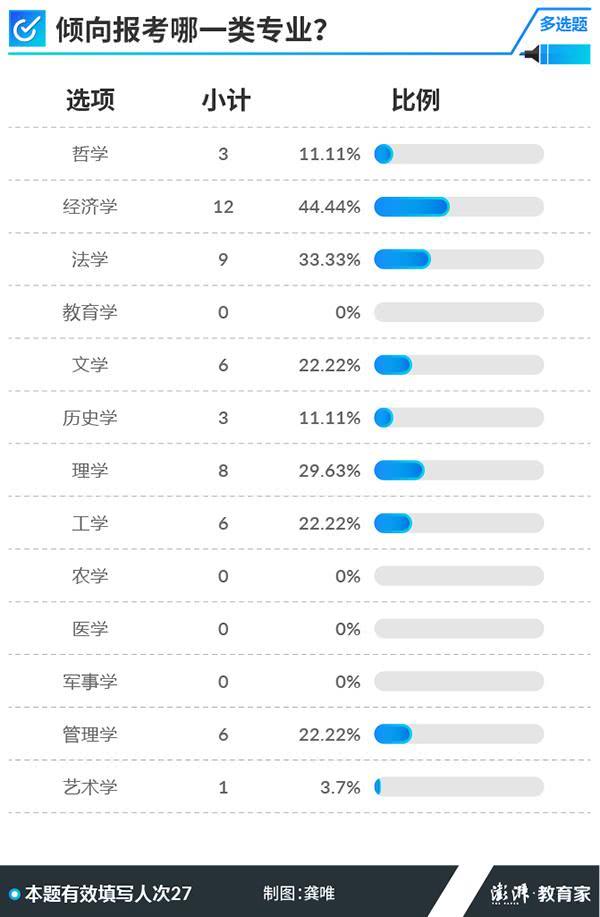 倾向报考哪一类专业？
多选题
选项 小计 比例
哲学 3 11.11%
经济学 12 44.44%
法学 9 33.33%
教育学 0 0%
文学 6 22.22%
历史学 3 11.11%
理学 8 29.63%
工学 6 22.22%
农学 0 0%
医学 0 0%
军事学 0 0%
管理学 6 22.22%
艺术学 1 3.7%
本题有效填写人次27
制图：龚唯
澎湃·教育家
THE PAPER